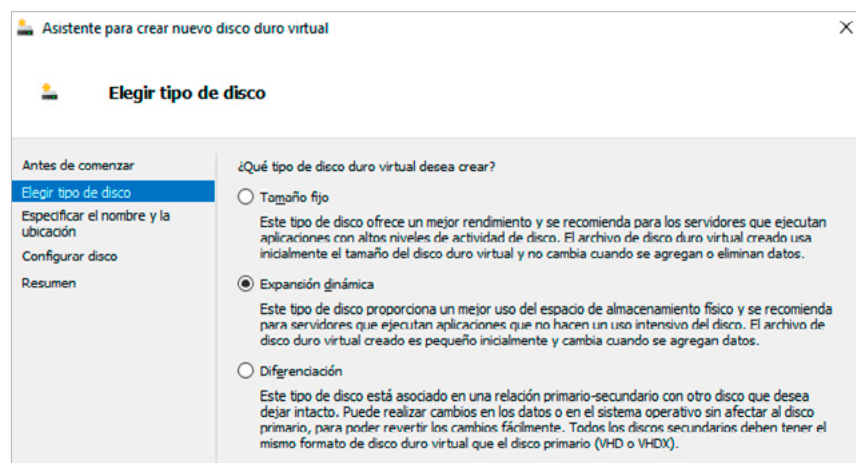 Asistente para crear nuevo disco duro virtual
Elegir tipo de disco
Antes de comenzar
Elegir tipo de disco
Especificar el nombre y la
ubicación
Configurar disco
Resumen
¿Qué tipo de disco duro virtual desea crear?
Tamaño fijo
Este tipo de disco ofrece un mejor rendimiento y se recomienda para los servidores que ejecutan
aplicaciones con altos niveles de actividad de disco. El archivo de disco duro virtual creado usa
inicialmente el tamaño del disco duro virtual y no cambia cuando se agregan o eliminan datos.
Expansión dinámica
Este tipo de disco proporciona un mejor uso del espacio de almacenamiento físico y se recomienda
para servidores que ejecutan aplicaciones que no hacen un uso intensivo del disco. El archivo de
disco duro virtual creado es pequeño inicialmente y cambia cuando se agregan datos.
Diferenciación
Este tipo de disco está asociado en una relación primario-secundario con otro disco que desea
dejar intacto. Puede realizar cambios en los datos o en el sistema operativo sin afectar al disco
primario, para poder revertir los cambios fácilmente. Todos los discos secundarios deben tener el
mismo formato de disco duro virtual que el disco primario (VHD o VHDX).